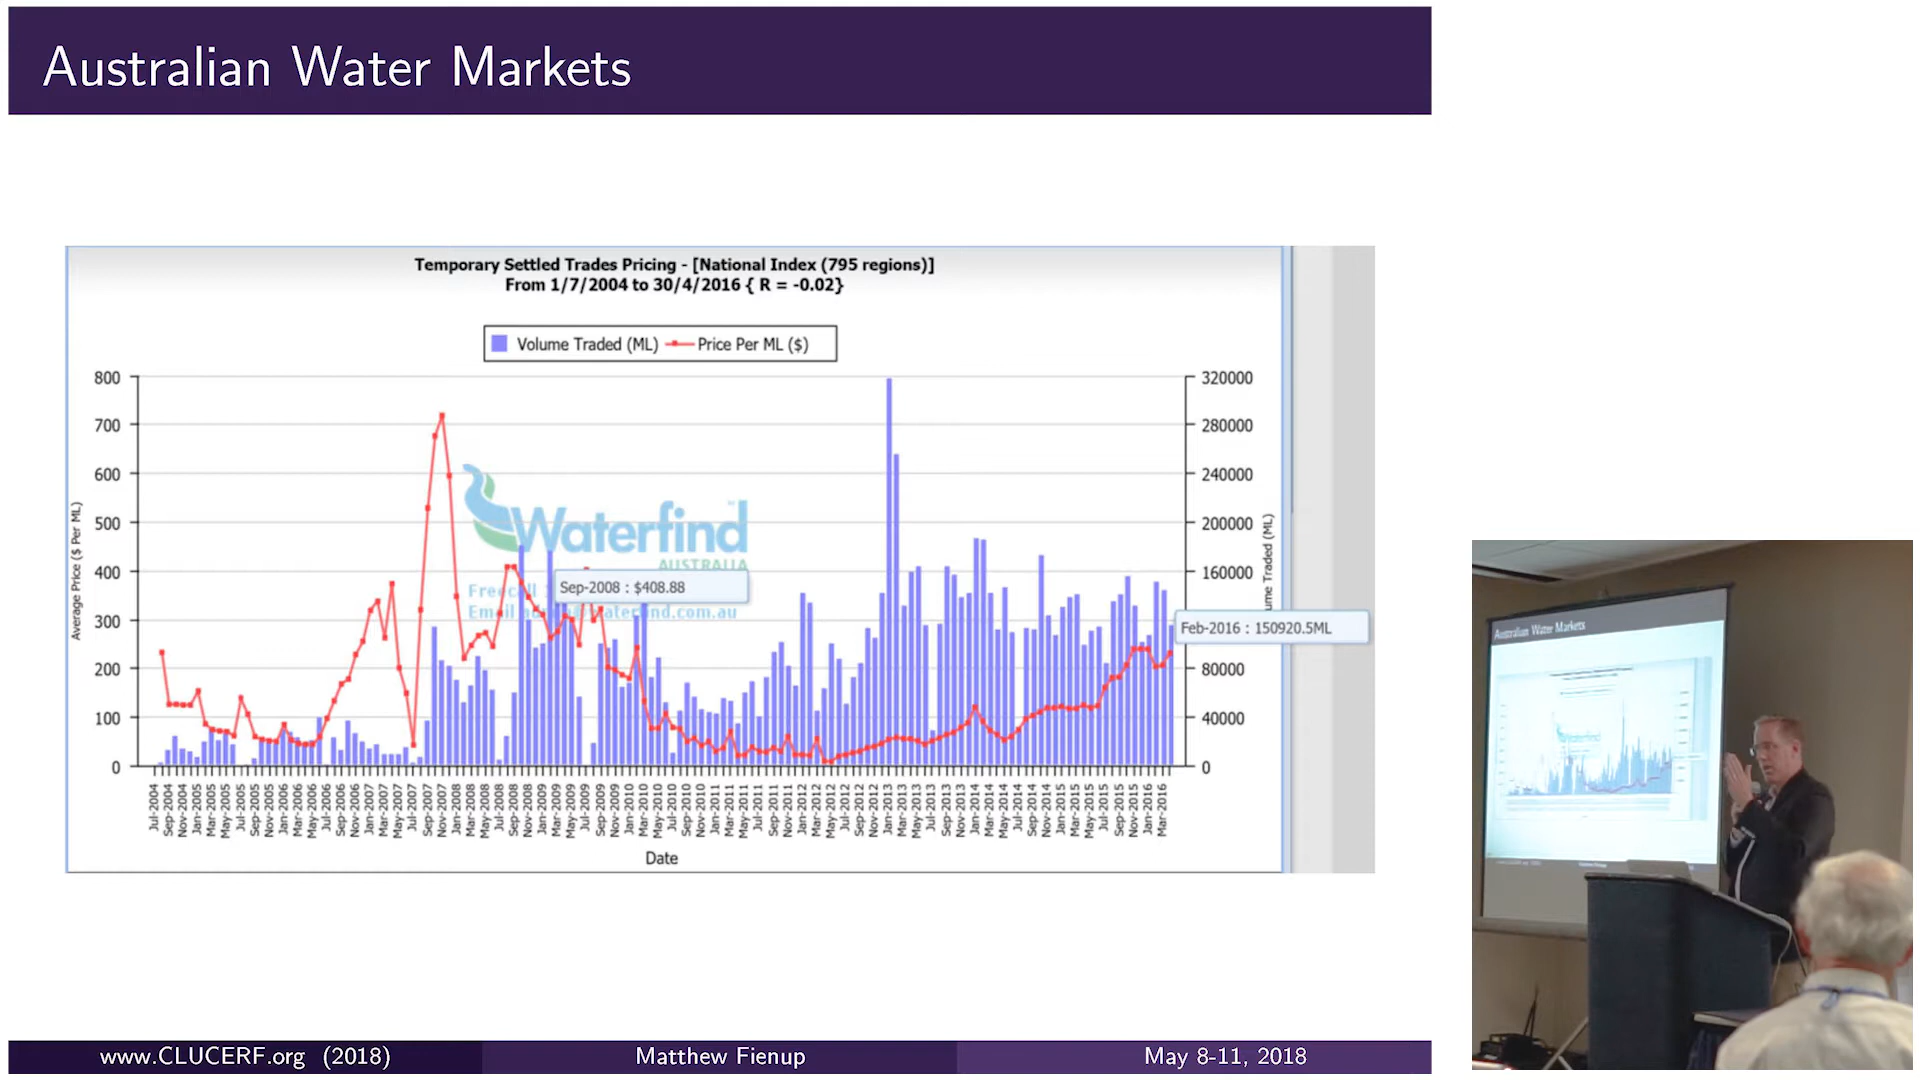 Australian Water Markets
Temporary Settled Trades Pricing - [National Index (795 regions)]
From 1/7/2004 to 30/4/2016 { R = -0.02}
Volume Traded (ML) Price Per ML ($)
800
700
600
500
400
300
200
100
0
Average Price ($ Per ML)
320000
280000
240000
200000
160000
80000
40000
0
ume Traded (ML)
Waterfind
AUSTRALIA
Sep-2008 : $408.88
Feb-2016 : 150920.5ML
Jul-2004
Sep-2004
Nov-2004
Jan-2005
Mar-2005
May-2005
Jul-2005
Sep-2005
Nov-2005
Jan-2006
Mar-2006
May-2006
Jul-2006
Sep-2006
Nov-2006
Jan-2007
Mar-2007
May-2007
Jul-2007
Sep-2007
Nov-2007
Jan-2008
Mar-2008
May-2008
Jul-2008
Sep-2008
Nov-2008
Jan-2009
Mar-2009
May-2009
Jul-2009
Sep-2009
Nov-2009
Jan-2010
Mar-2010
May-2010
Jul-2010
Sep-2010
Nov-2010
Jan-2011
Mar-2011
May-2011
Jul-2011
Sep-2011
Nov-2011
Jan-2012
Mar-2012
May-2012
Jul-2012
Sep-2012
Nov-2012
Jan-2013
Mar-2013
May-2013
Jul-2013
Sep-2013
Nov-2013
Jan-2014
Mar-2014
May-2014
Jul-2014
Sep-2014
Nov-2014
Jan-2015
Mar-2015
May-2015
Jul-2015
Sep-2015
Nov-2015
Jan-2016
Mar-2016
Date
www.CLUCERF.org (2018) Matthew Fienup May 8-11, 2018
Australian Water Markets